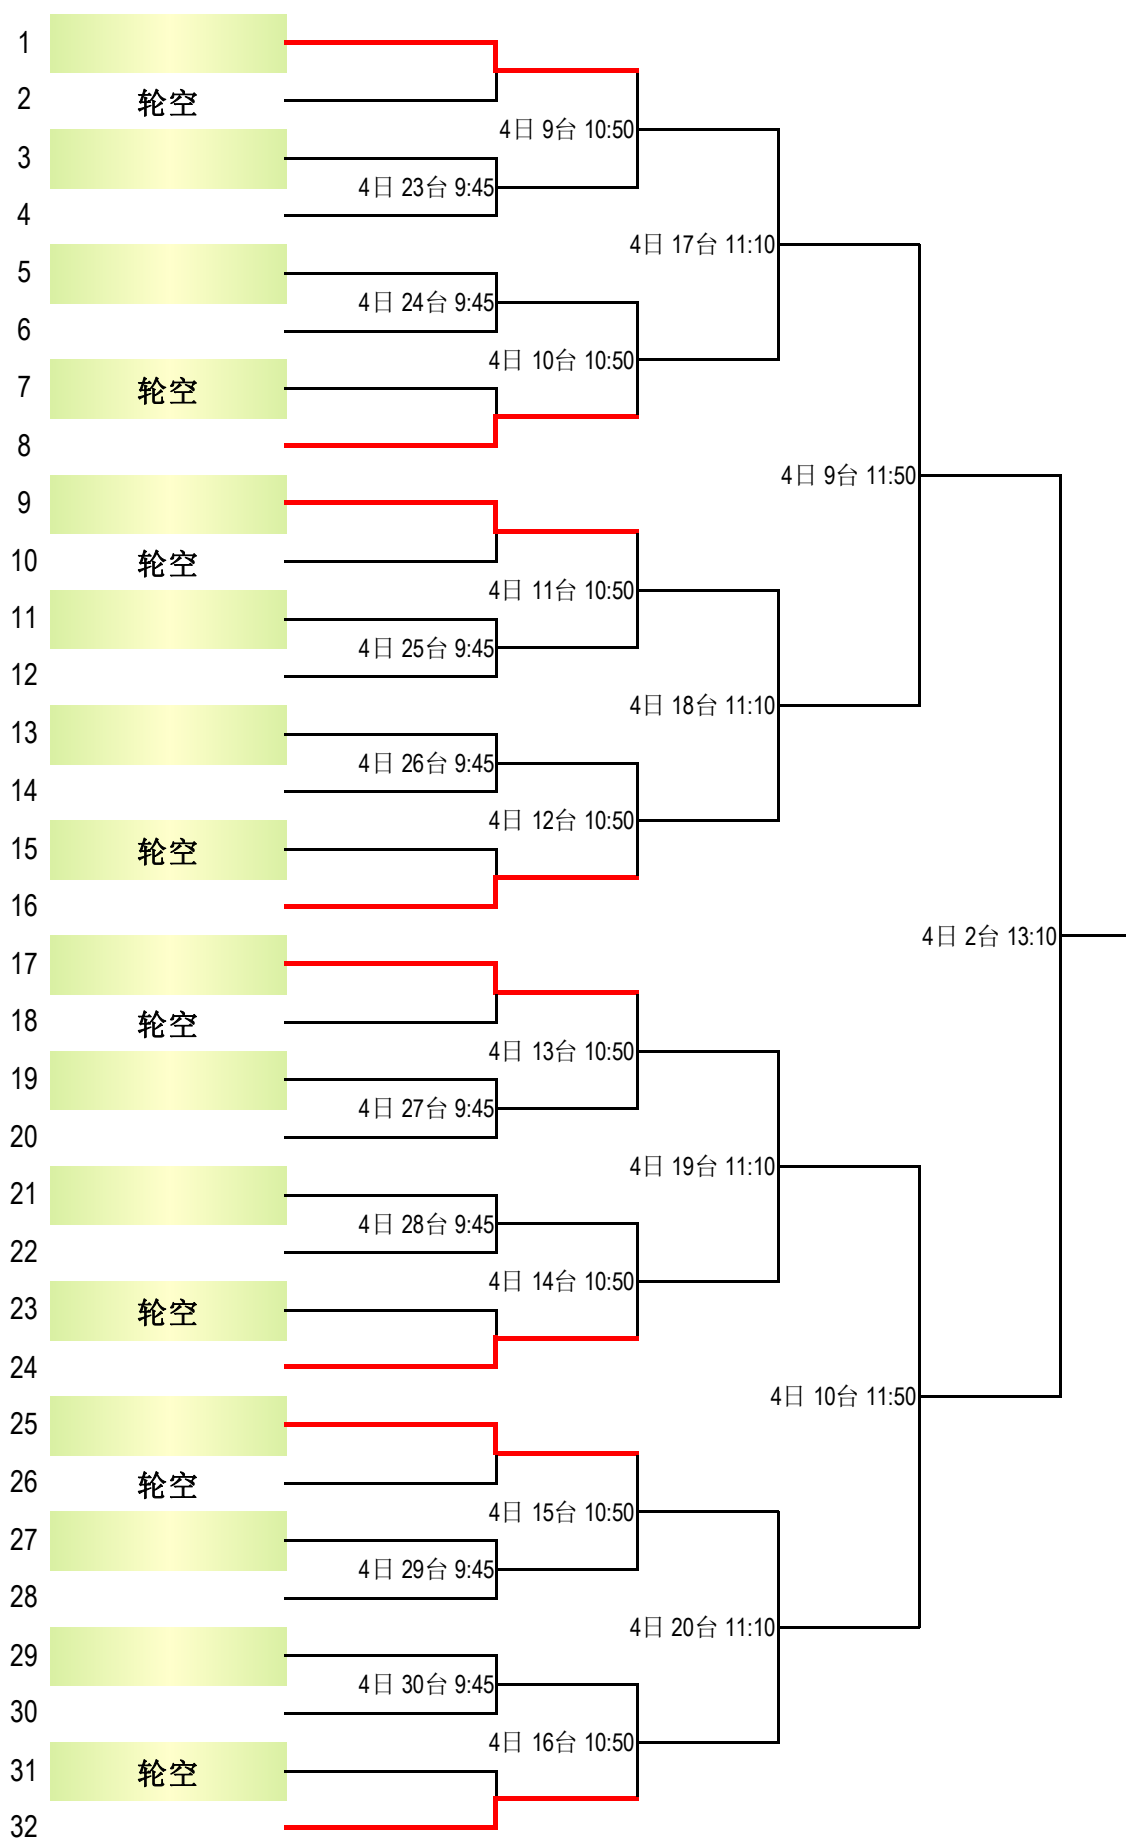 1
2 轮空
4日 9台 10:50
3
4日 23台 9:45
4
4日 17台 11:10
5
4日 24台 9:45
6
4日 10台 10:50
7 轮空
8
4日 9台 11:50
9
10 轮空
4日 11台 10:50
11
4日 25台 9:45
12
4日 18台 11:10
13
4日 26台 9:45
14
4日 12台 10:50
15 轮空
16
4日 2台 13:10
17
18 轮空
4日 13台 10:50
19
4日 27台 9:45
20
4日 19台 11:10
21
4日 28台 9:45
22
4日 14台 10:50
23 轮空
24
4日 10台 11:50
25
26 轮空
4日 15台 10:50
27
4日 29台 9:45
28
4日 20台 11:10
29
4日 30台 9:45
30
4日 16台 10:50
31 轮空
32